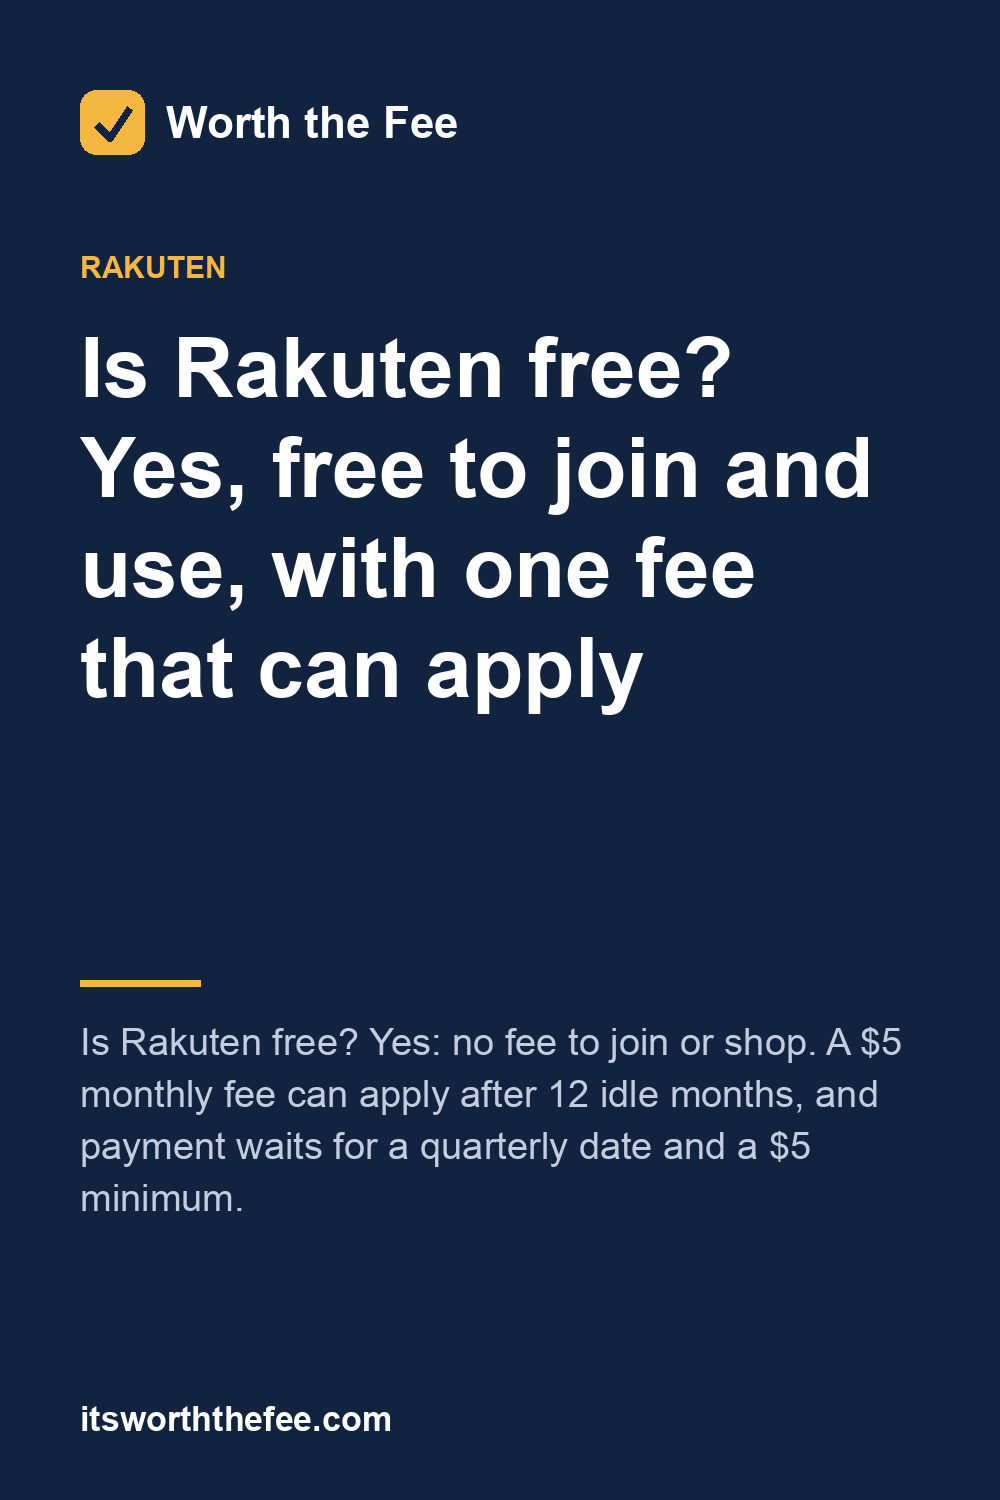 Worth the Fee
RAKUTEN
Is Rakuten free?
Yes, free to join and
use, with one fee
that can apply
Is Rakuten free? Yes: no fee to join or shop. A $5
monthly fee can apply after 12 idle months, and
payment waits for a quarterly date and a $5
minimum.
itsworththefee.com